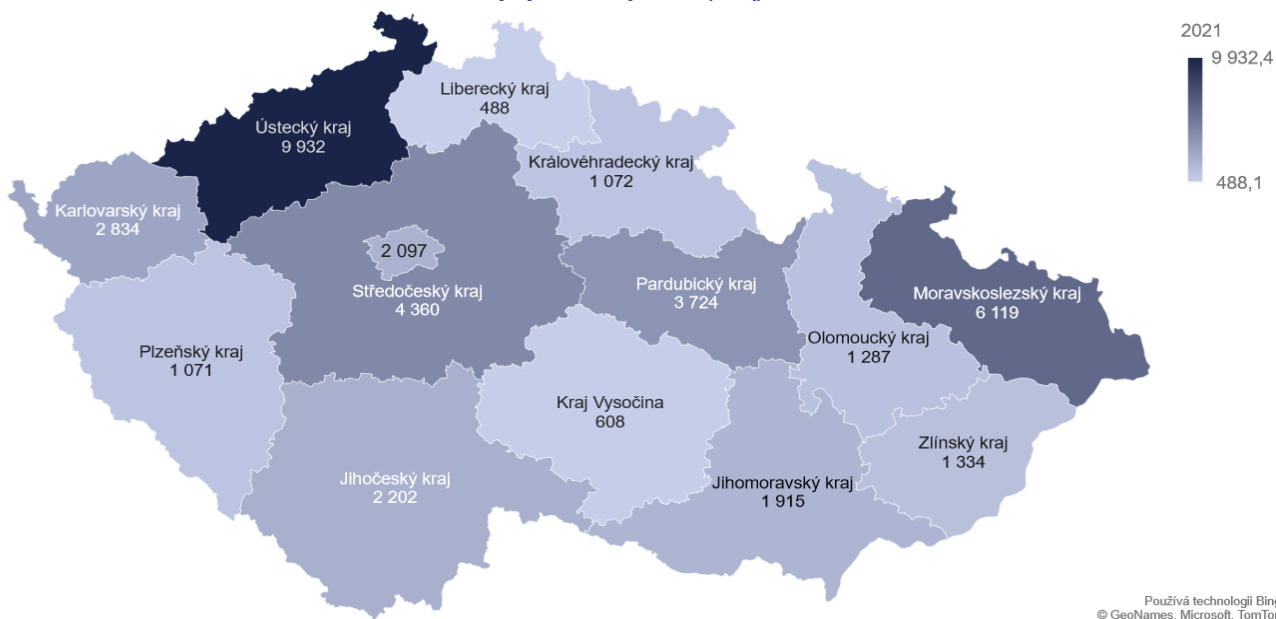 2021
9 932,4
488,1
Liberecký kraj
488
Ústecký kraj
9 932
Královéhradecký kraj
1 072
Karlovarský kraj
2 834
2 097
Středočeský kraj
4 360
Pardubický kraj
3 724
Moravskoslezský kraj
6 119
Olomoucký kraj
1 287
Plzeňský kraj
1 071
Kraj Vysočina
608
Zlínský kraj
1 334
Jihočeský kraj
2 202
Jihomoravský kraj
1 915
Používá technologii Bing
© GeoNames, Microsoft, TomTom